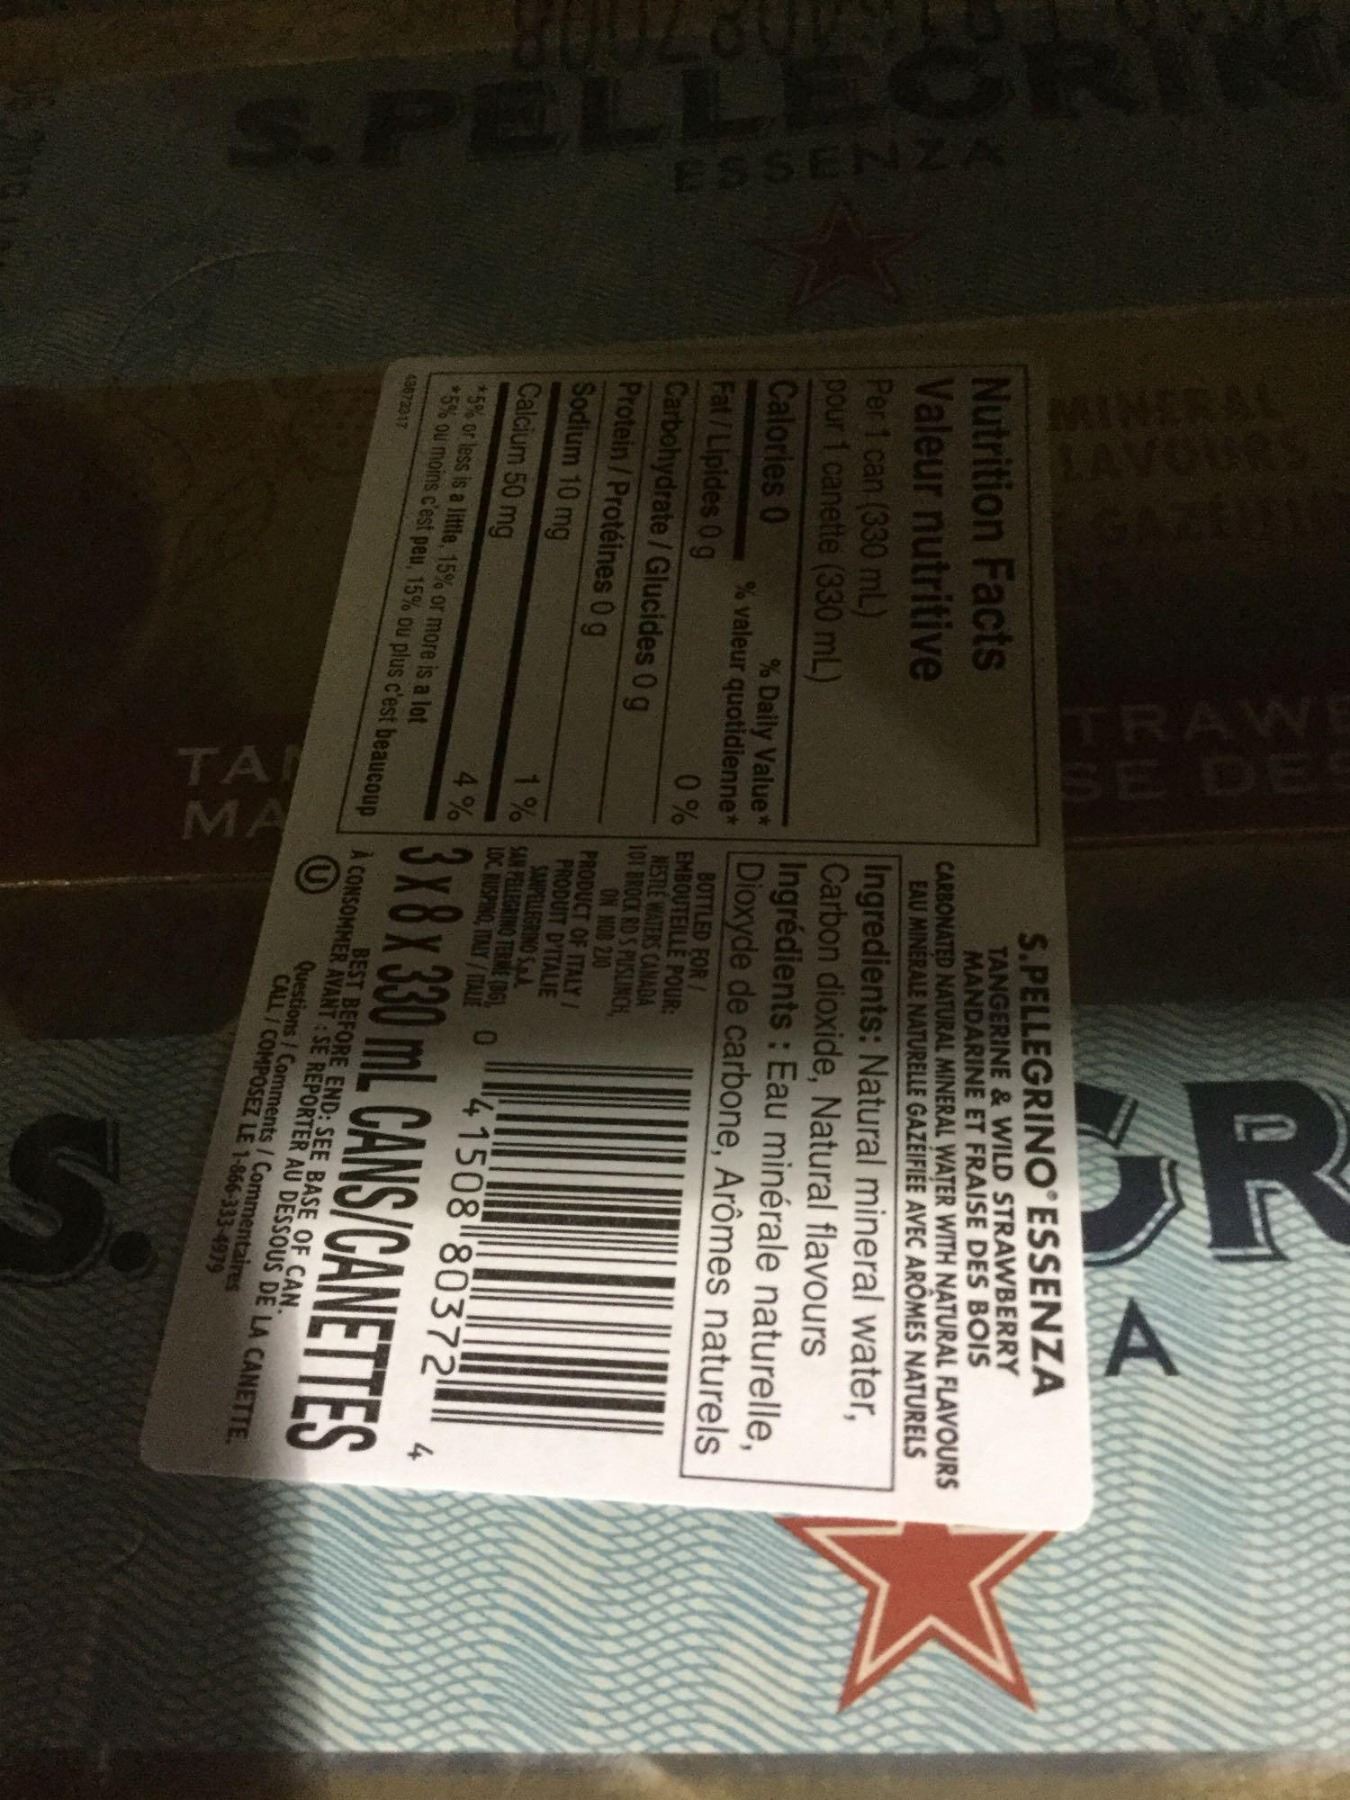 S.PELLEGRIN
ESSENZA
MINERAL
TRAWB
SE DES
TAN
MA
GR
A
S.
Nutrition Facts
Valeur nutritive
Per 1 can (330 mL)
pour 1 canette (330 mL)
Calories 0
% Daily Value*
% valeur quotidienne*
Fat / Lipides 0 g 0 %
Carbohydrate / Glucides 0 g
Protein / Protéines 0 g
Sodium 10 mg 1 %
Calcium 50 mg 4 %
*5% or less is a little, 15% or more is a lot
*5% ou moins c'est peu, 15% ou plus c'est beaucoup
43672317
S.PELLEGRINO® ESSENZA
TANGERINE & WILD STRAWBERRY
MANDARINE ET FRAISE DES BOIS
CARBONATED NATURAL MINERAL WATER WITH NATURAL FLAVOURS
EAU MINÉRALE NATURELLE GAZÉIFIÉE AVEC ARÔMES NATURELS
Ingredients: Natural mineral water,
Carbon dioxide, Natural flavours
Ingrédients : Eau minérale naturelle,
Dioxyde de carbone, Arômes naturels
BOTTLED FOR /
EMBOUTEILLÉ POUR:
NESTLÉ WATERS CANADA
101 BROCK RD S PUSLINCH,
ON N0B 2J0
PRODUCT OF ITALY /
PRODUIT D'ITALIE
SANPELLEGRINO S.p.A.
SAN PELLEGRINO TERME (BG),
LOC. RUSPINO, ITALY / ITALIE
0 41508 80372 4
3 X 8 X 330 mL CANS/CANETTES
BEST BEFORE END: SEE BASE OF CAN.
À CONSOMMER AVANT : SE REPORTER AU DESSOUS DE LA CANETTE.
U
Questions / Comments / Commentaires
CALL / COMPOSEZ LE 1-866-333-4979